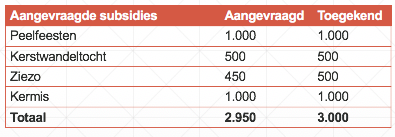 Aangevraagde subsidies Aangevraagd Toegekend
Peelfeesten 1.000 1.000
Kerstwandeltocht 500 500
Ziezo 450 500
Kermis 1.000 1.000
Totaal 2.950 3.000